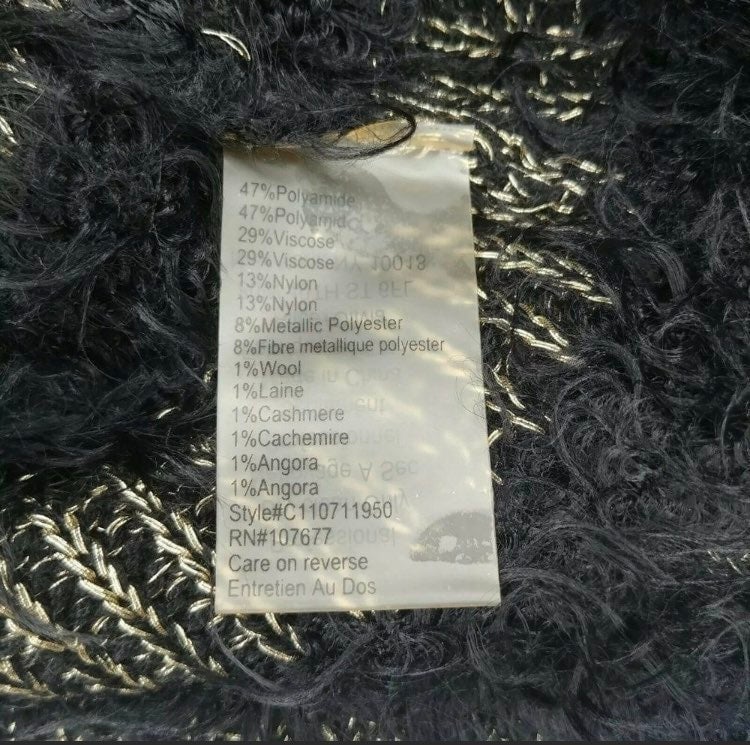 47%Polyamide
47%Polyamid
29%Viscose
29%Viscose
13%Nylon
13%Nylon
8%Metallic Polyester
8%Fibre metallique polyester
1%Wool
1%Laine
1%Cashmere
1%Cachemire
1%Angora
1%Angora
Style#C110711950
RN#107677
Care on reverse
Entretien Au Dos